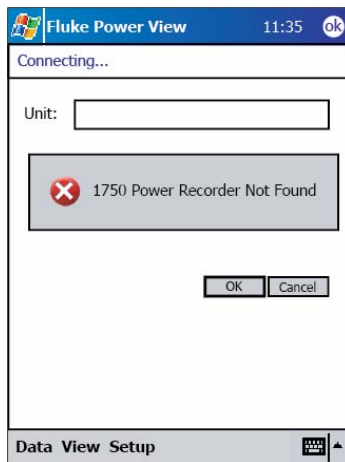 Fluke Power View 11:35 ok
Connecting...
Unit:
1750 Power Recorder Not Found
OK Cancel
Data View Setup